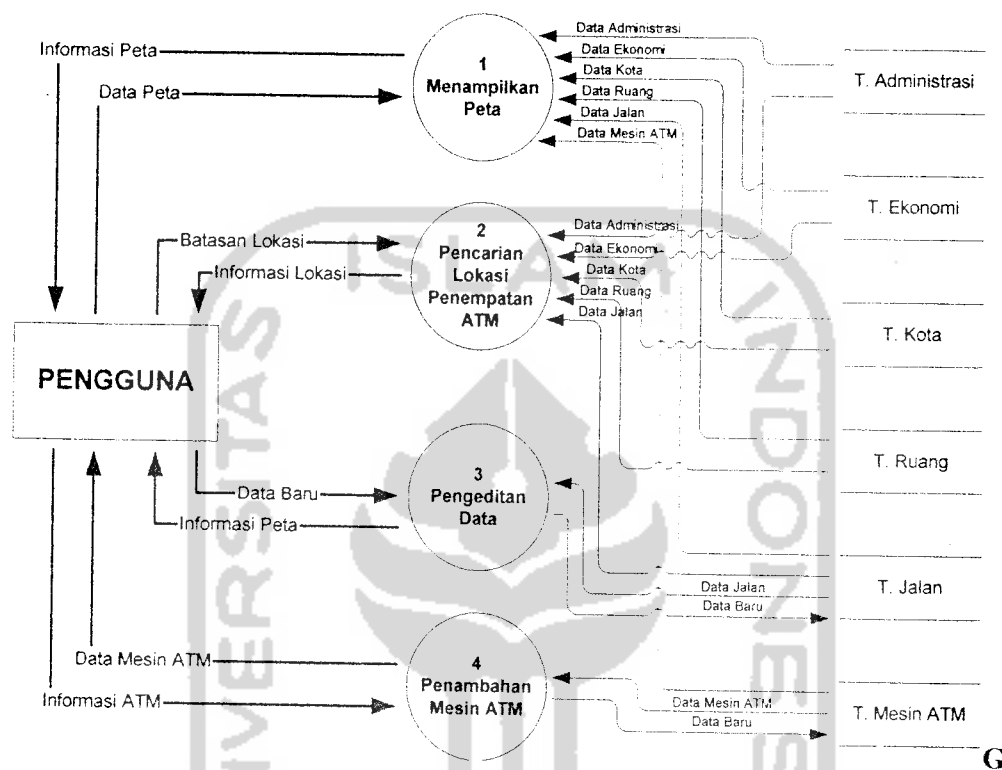 Informasi Peta
Data Peta
1
Menampilkan
Peta
Data Administrasi
Data Ekonomi
Data Kota
Data Ruang
Data Jalan
Data Mesin ATM
T. Administrasi
T. Ekonomi
Batasan Lokasi
Informasi Lokasi
2
Pencarian
Lokasi
Penempatan
ATM
Data Administrasi
Data Ekonomi
Data Kota
Data Ruang
Data Jalan
T. Kota
PENGGUNA
T. Ruang
Data Baru
Informasi Peta
3
Pengeditan
Data
Data Jalan
Data Baru
T. Jalan
Data Mesin ATM
Informasi ATM
4
Penambahan
Mesin ATM
Data Mesin ATM
Data Baru
T. Mesin ATM
G
ISLAM
UNIVERSITAS
INDONESIA